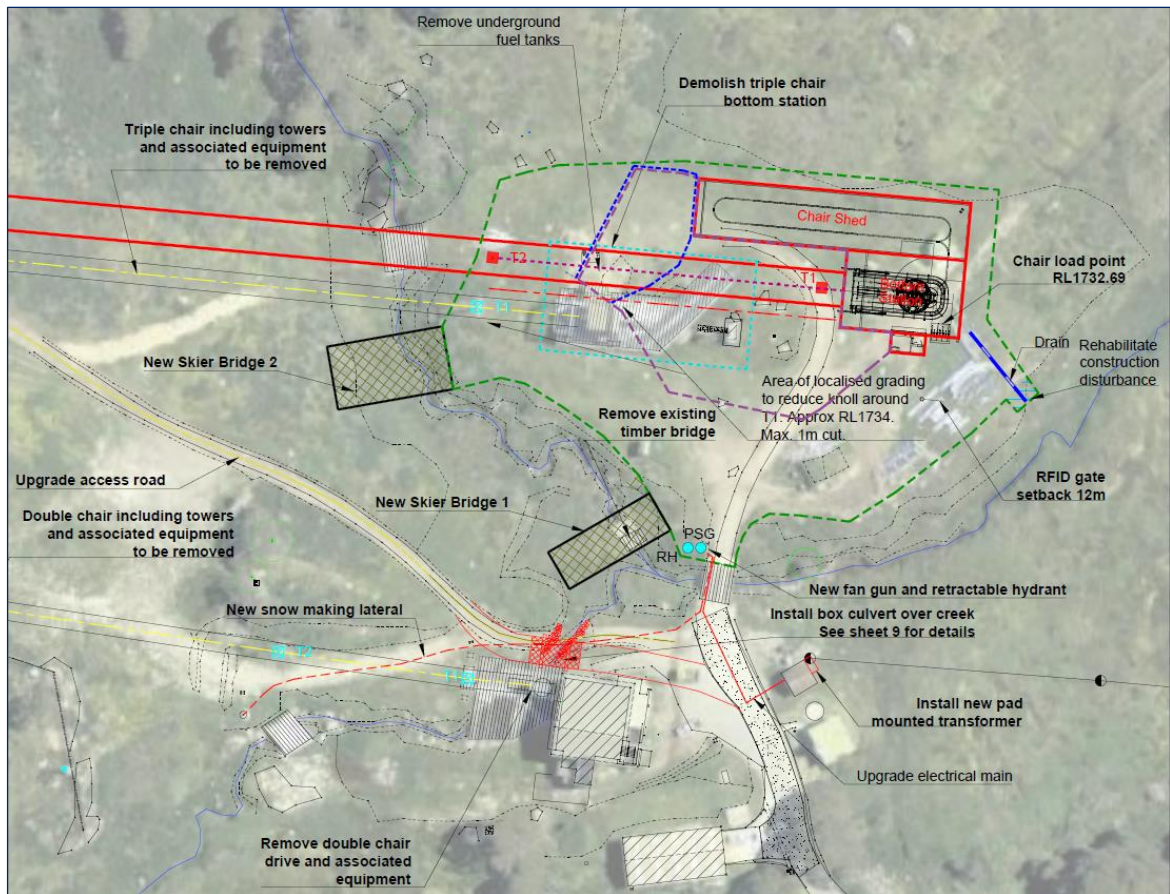 Remove underground
fuel tanks
Demolish triple chair
bottom station
Triple chair including towers
and associated equipment
to be removed
Chair Shed
T2
T1
Bottom
Station
Chair load point
RL1732.69
T1
New Skier Bridge 2
Drain
Rehabilitate
construction
disturbance
Area of localised grading
to reduce knoll around
T1. Approx RL1734.
Max. 1m cut.
Remove existing
timber bridge
Upgrade access road
RFID gate
setback 12m
Double chair including towers
and associated equipment
to be removed
New Skier Bridge 1
PSG
RH
New fan gun and retractable hydrant
New snow making lateral
Install box culvert over creek
See sheet 9 for details
T2
T1
Install new pad
mounted transformer
Upgrade electrical main
Remove double chair
drive and associated
equipment